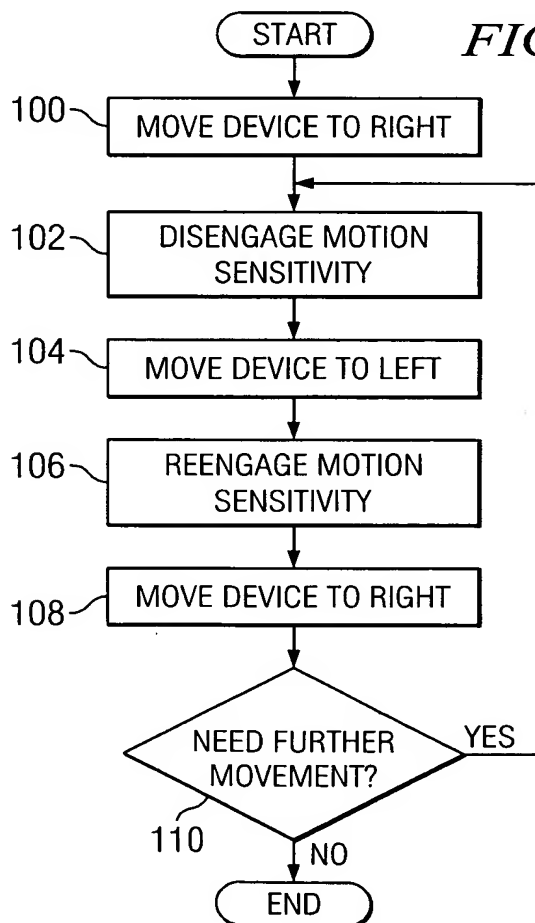 START
FIG
100
MOVE DEVICE TO RIGHT
102
DISENGAGE MOTION
SENSITIVITY
104
MOVE DEVICE TO LEFT
106
REENGAGE MOTION
SENSITIVITY
108
MOVE DEVICE TO RIGHT
NEED FURTHER
MOVEMENT?
YES
110
NO
END